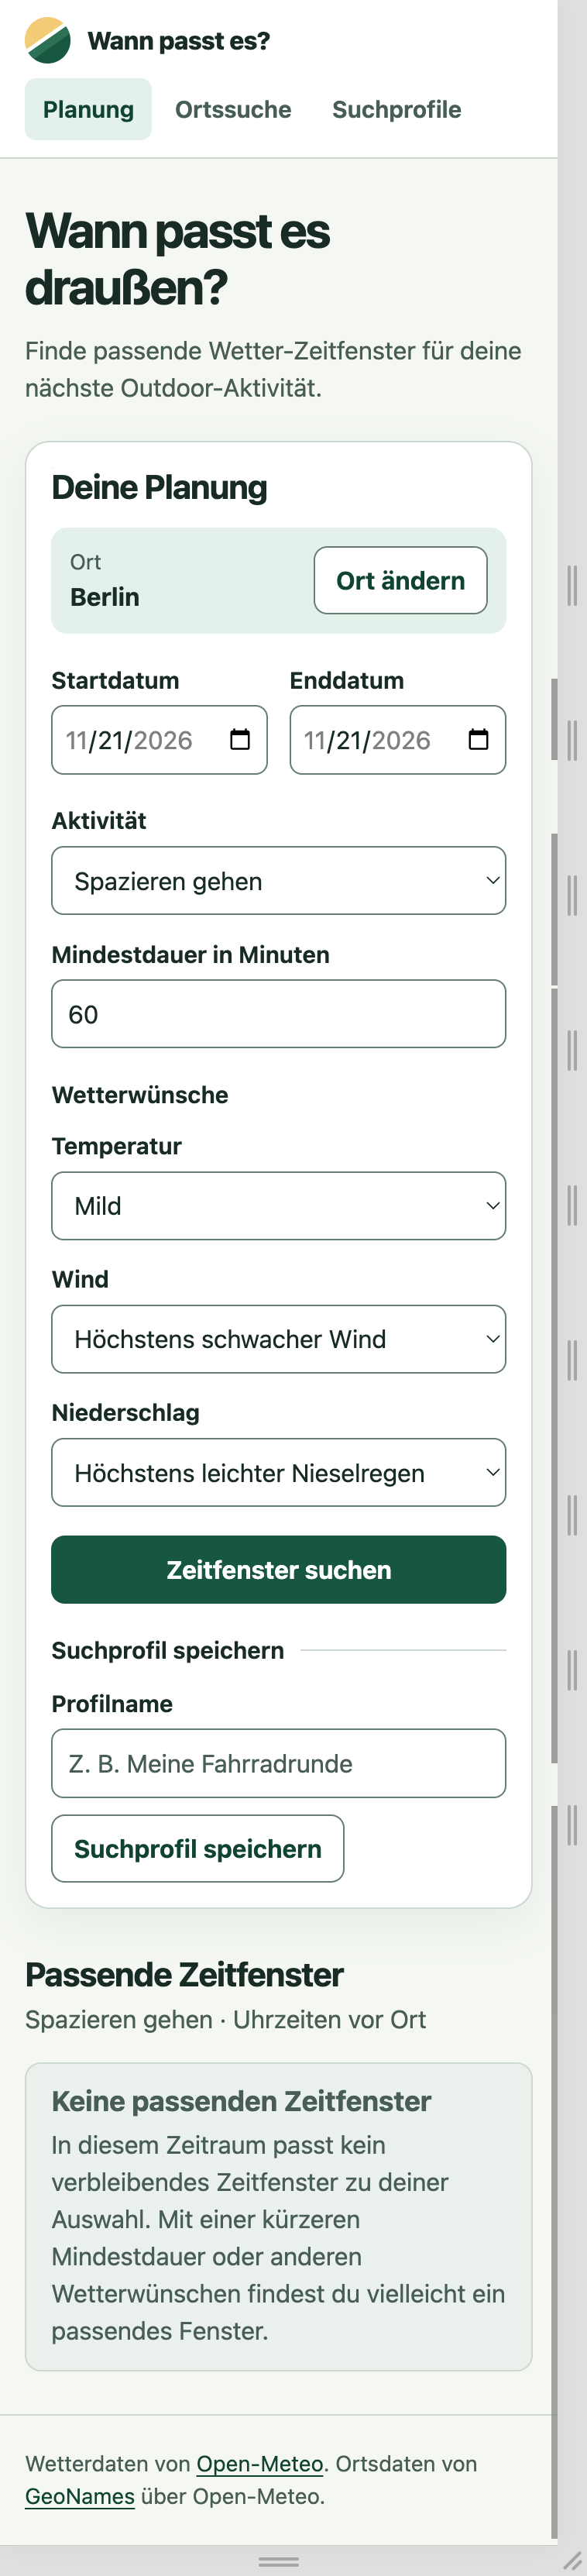 Wann passt es?
Planung Ortssuche Suchprofile
Wann passt es
draußen?
Finde passende Wetter-Zeitfenster für deine
nächste Outdoor-Aktivität.
Deine Planung
Ort
Berlin
Ort ändern
Startdatum Enddatum
11/21/2026 11/21/2026
Aktivität
Spazieren gehen
Mindestdauer in Minuten
60
Wetterwünsche
Temperatur
Mild
Wind
Höchstens schwacher Wind
Niederschlag
Höchstens leichter Nieselregen
Zeitfenster suchen
Suchprofil speichern
Profilname
Z. B. Meine Fahrradrunde
Suchprofil speichern
Passende Zeitfenster
Spazieren gehen · Uhrzeiten vor Ort
Keine passenden Zeitfenster
In diesem Zeitraum passt kein
verbleibendes Zeitfenster zu deiner
Auswahl. Mit einer kürzeren
Mindestdauer oder anderen
Wetterwünschen findest du vielleicht ein
passendes Fenster.
Wetterdaten von Open-Meteo. Ortsdaten von
GeoNames über Open-Meteo.